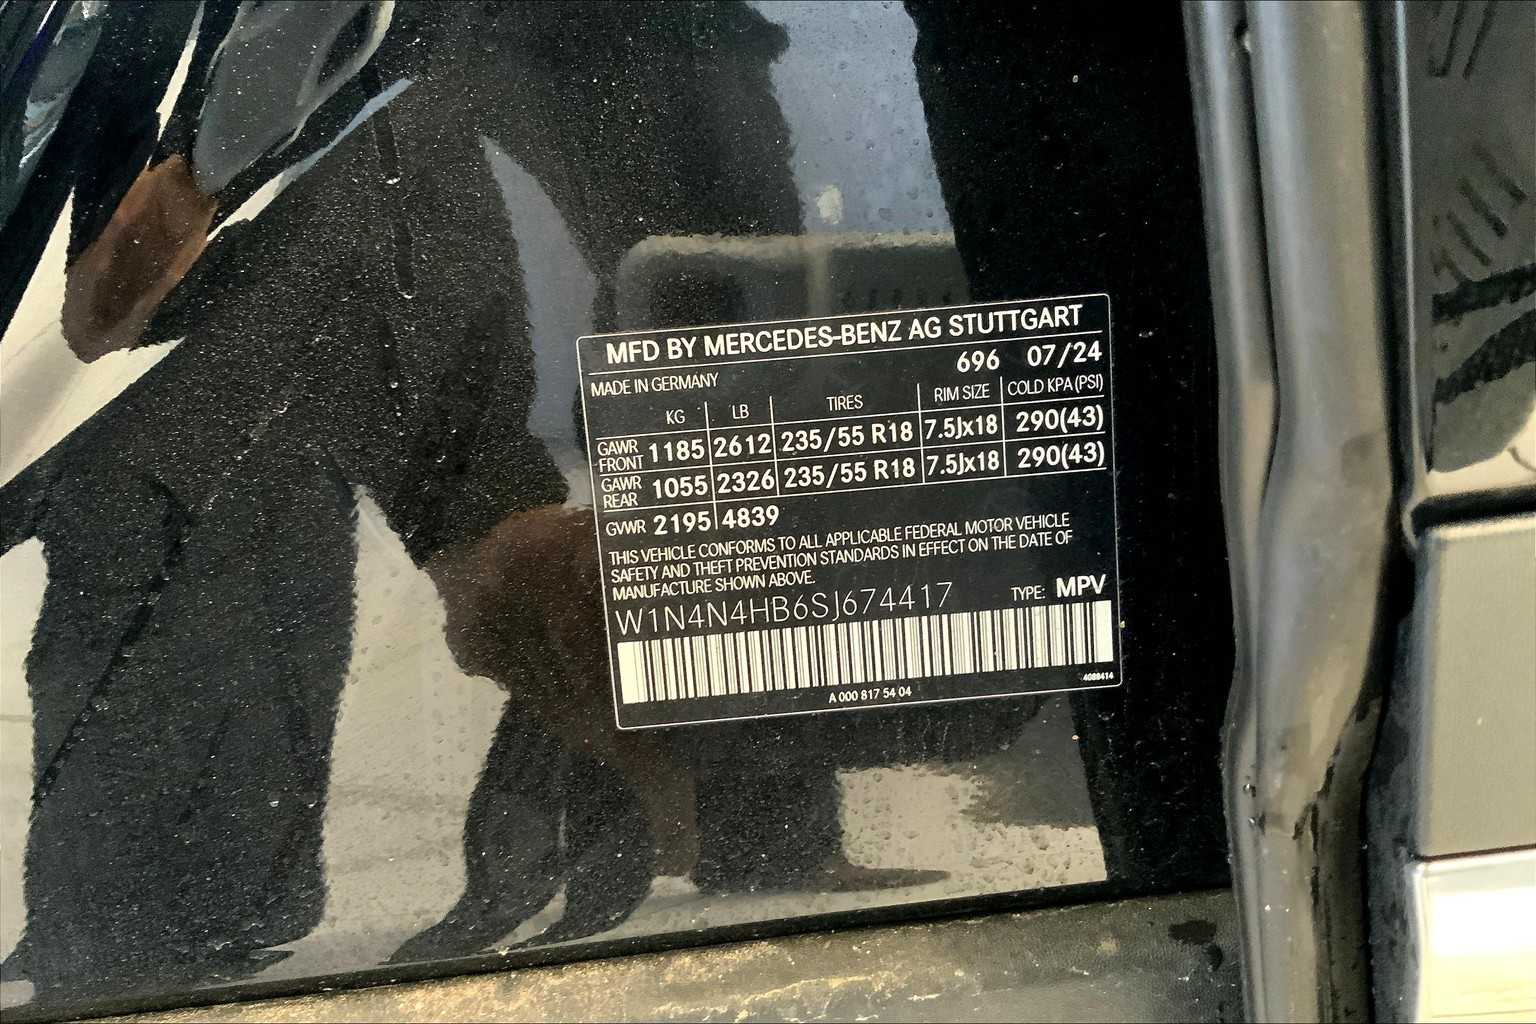 MFD BY MERCEDES-BENZ AG STUTTGART
696 07/24
MADE IN GERMANY
KG LB TIRES RIM SIZE COLD KPA (PSI)
GAWR FRONT 1185 2612 235/55 R18 7.5Jx18 290(43)
GAWR REAR 1055 2326 235/55 R18 7.5Jx18 290(43)
GVWR 2195 4839
THIS VEHICLE CONFORMS TO ALL APPLICABLE FEDERAL MOTOR VEHICLE
SAFETY AND THEFT PREVENTION STANDARDS IN EFFECT ON THE DATE OF
MANUFACTURE SHOWN ABOVE.
W1N4N4HB6SJ674417 TYPE: MPV
A 000 817 54 04
4088414